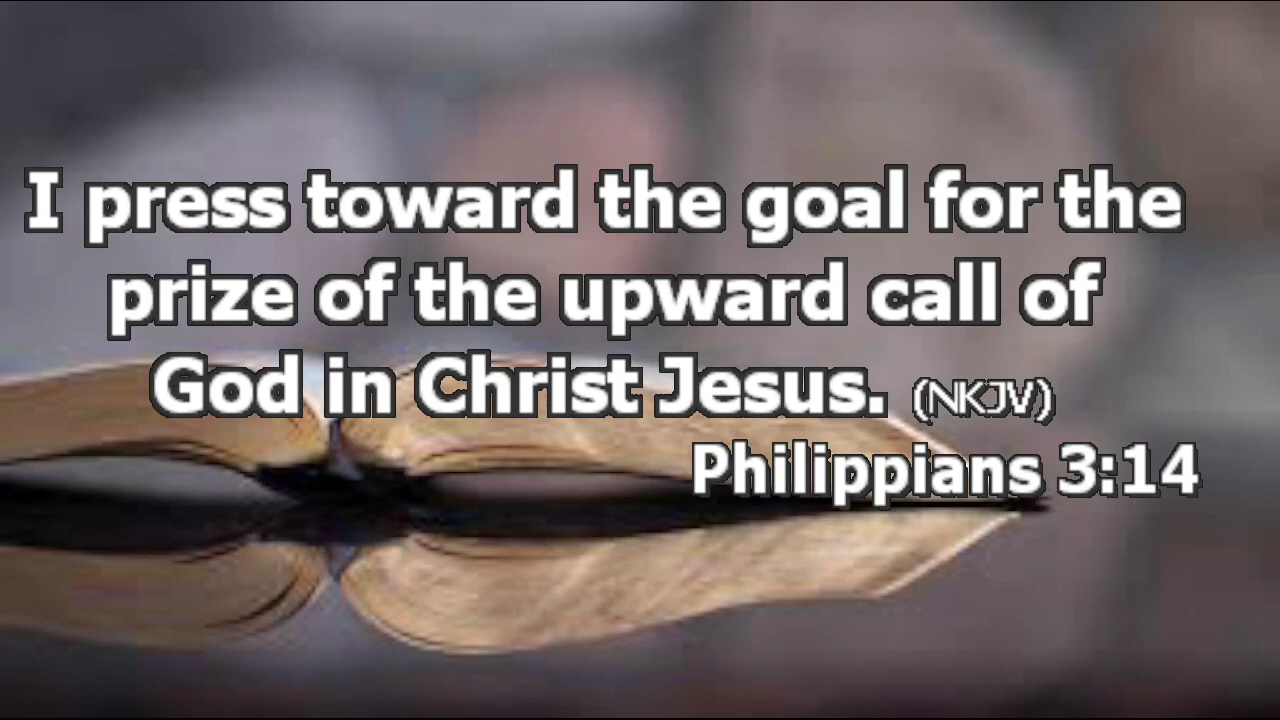 I press toward the goal for the
prize of the upward call of
God in Christ Jesus. (NKJV)
Philippians 3:14